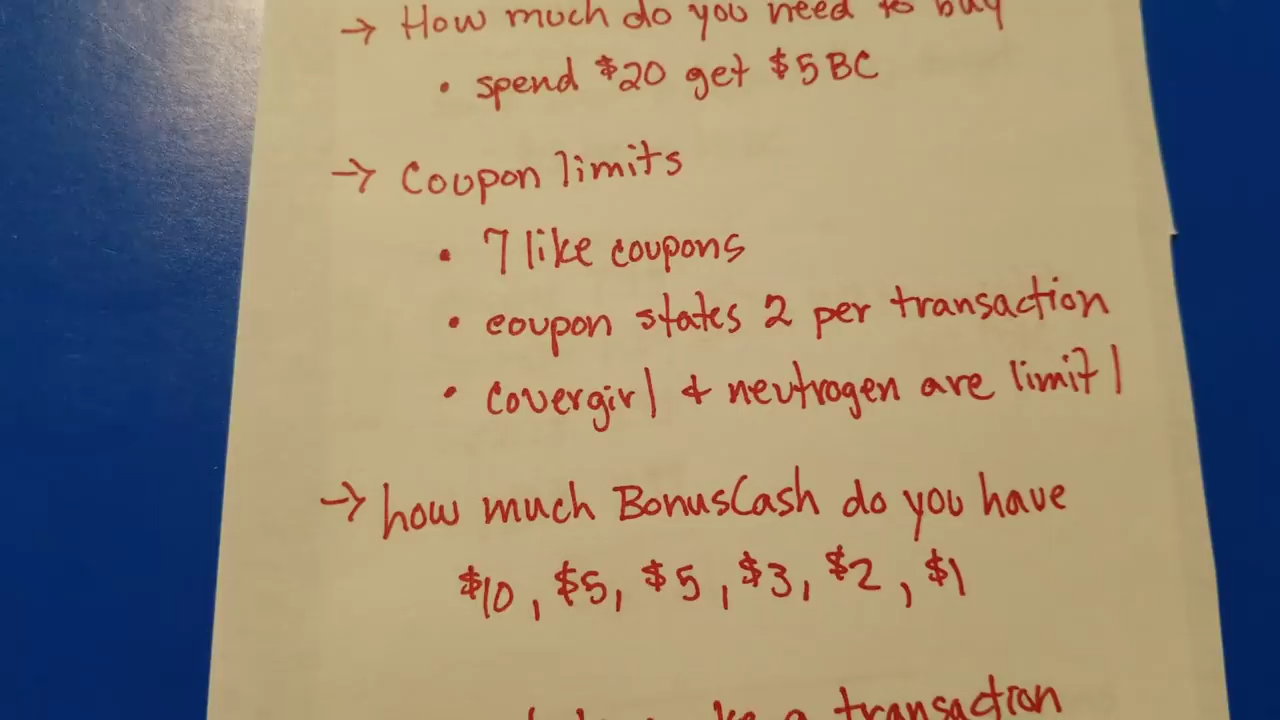 → How much do you need to buy
• spend $20 get $5 BC
→ Coupon limits
• 7 like coupons
• coupon states 2 per transaction
• covergirl & neutrogen are limit 1
→ how much BonusCash do you have
$10, $5, $5, $3, $2, $1
a transaction